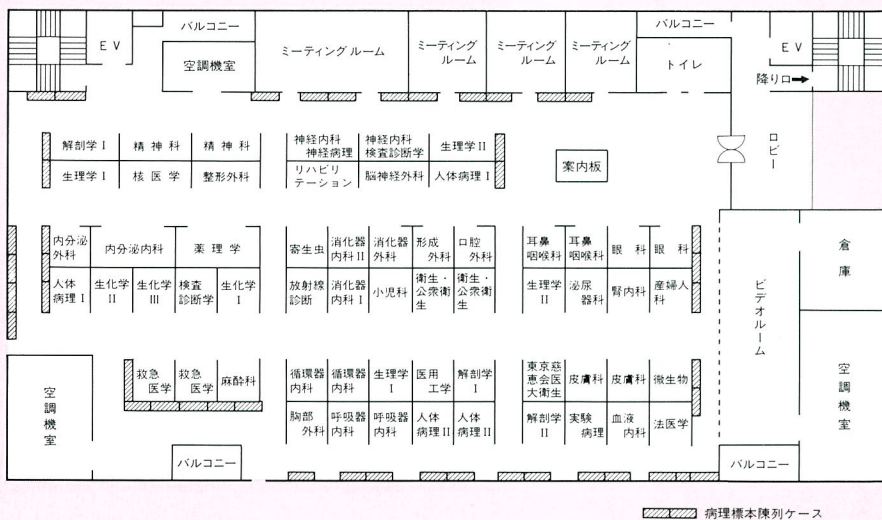 バルコニー
バルコニー
EV
空調機室
ミーティング ルーム
ミーティング
ルーム
ミーティング
ルーム
ミーティング
ルーム
トイレ
EV
降り口
ロビー
解剖学 I
精神科
精神科
神経内科
神経病理
神経内科
検査診断学
生理学II
生理学 I
核医学
整形外科
リハビリ
テーション
脳神経外科
人体病理 I
案内板
内分泌
外科
内分泌内科
薬理学
寄生虫
消化器
内科II
消化器
外科
形成
外科
口腔
外科
耳鼻
咽喉科
耳鼻
咽喉科
眼科
眼科
倉庫
人体
病理 I
生化学
II
生化学
III
検査
診断学
生化学
I
放射線
診断
消化器
内科 I
小児科
衛生・
公衆衛
生
衛生・
公衆衛
生
生理学
II
泌尿
器科
腎内科
産婦人
科
ビデオルーム
空調機室
救急
医学
救急
医学
麻酔科
循環器
内科
循環器
内科
生理学
I
医用
工学
解剖学
I
東京慈
恵会医
大衛生
皮膚科
皮膚科
微生物
空調機室
胸部
外科
呼吸器
内科
呼吸器
内科
人体
病理II
人体
病理II
解剖学
II
実験
病理
血液
内科
法医学
バルコニー
バルコニー
病理標本陳列ケース